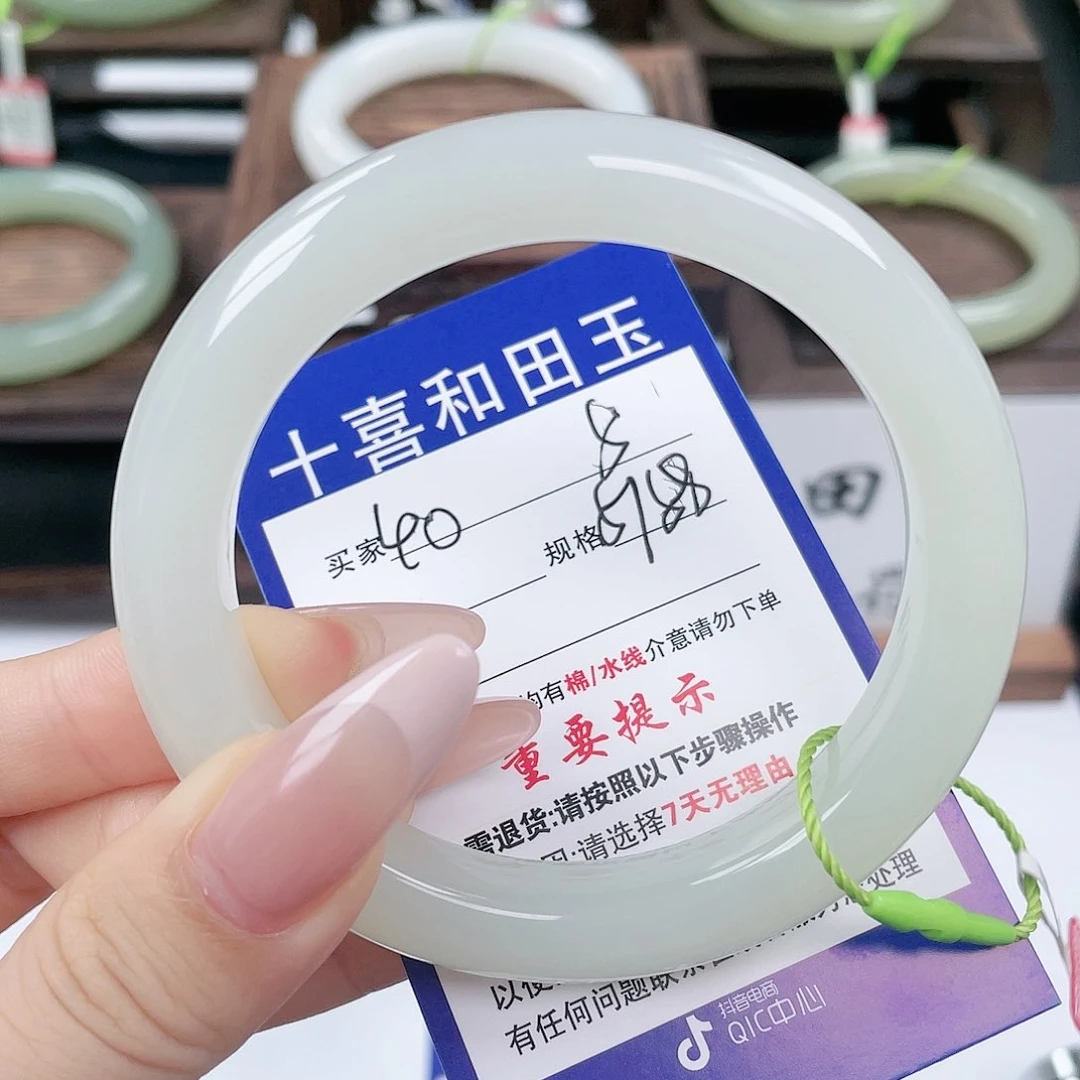 十喜和田玉
买家 40
规格
均有棉/水线介意请勿下单
重要提示
需退货:请按照以下步骤操作
因:请选择7天无理由
处理
有任何问题联系
抖音电商
QIC中心
田